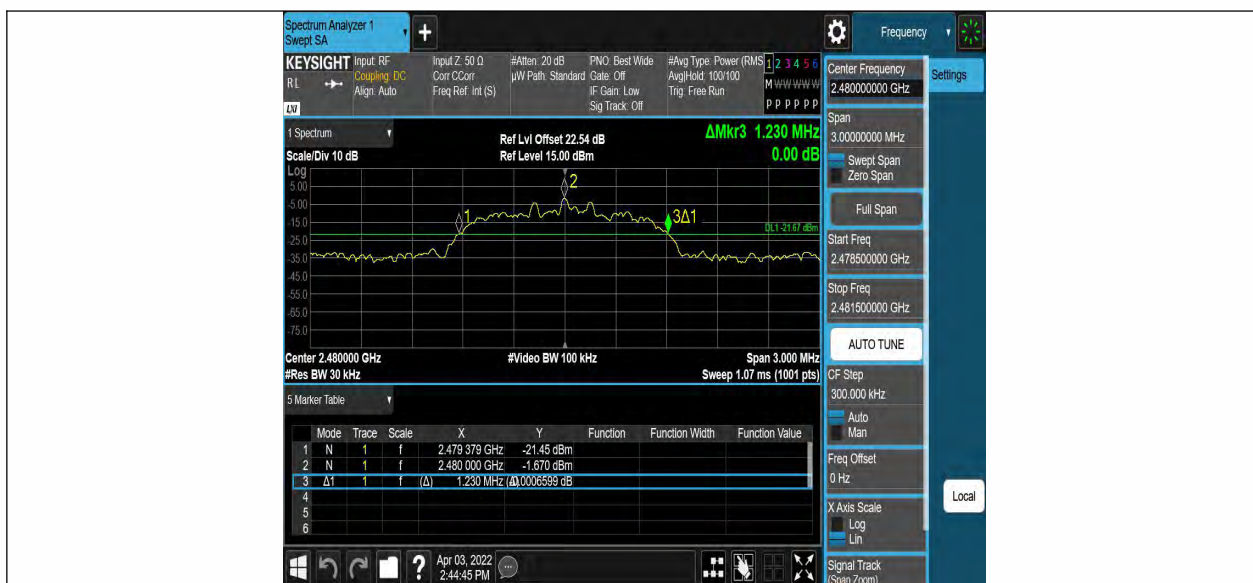 Spectrum Analyzer 1
Swept SA
+
Frequency
KEYSIGHT
Input: RF
Input Z: 50 Ω
#Atten: 20 dB
PNO: Best Wide
#Avg Type: Power (RMS
1 2 3 4 5 6
R L
Coupling: DC
Corr CCorr
µW Path: Standard
Gate: Off
Avg|Hold: 100/100
M W W W W W
Align: Auto
Freq Ref: Int (S)
IF Gain: Low
Trig: Free Run
Sig Track: Off
P P P P P P
LXI
1 Spectrum
Ref Lvl Offset 22.54 dB
ΔMkr3 1.230 MHz
Scale/Div 10 dB
Ref Level 15.00 dBm
0.00 dB
Log
5.00
-5.00
-15.0
-25.0
-35.0
-45.0
-55.0
-65.0
-75.0
1
2
3Δ1
DL1 -21.67 dBm
Center 2.480000 GHz
#Video BW 100 kHz
Span 3.000 MHz
#Res BW 30 kHz
Sweep 1.07 ms (1001 pts)
5 Marker Table
Mode Trace Scale X Y Function Function Width Function Value
1 N 1 f 2.479 379 GHz -21.45 dBm
2 N 1 f 2.480 000 GHz -1.670 dBm
3 Δ1 1 f (Δ) 1.230 MHz (Δ) 0.0006599 dB
4
5
6
Apr 03, 2022
2:44:45 PM
?
Center Frequency
2.480000000 GHz
Settings
Span
3.00000000 MHz
Swept Span
Zero Span
Full Span
Start Freq
2.478500000 GHz
Stop Freq
2.481500000 GHz
AUTO TUNE
CF Step
300.000 kHz
Auto
Man
Freq Offset
0 Hz
X Axis Scale
Log
Lin
Local
Signal Track
(Span Zoom)